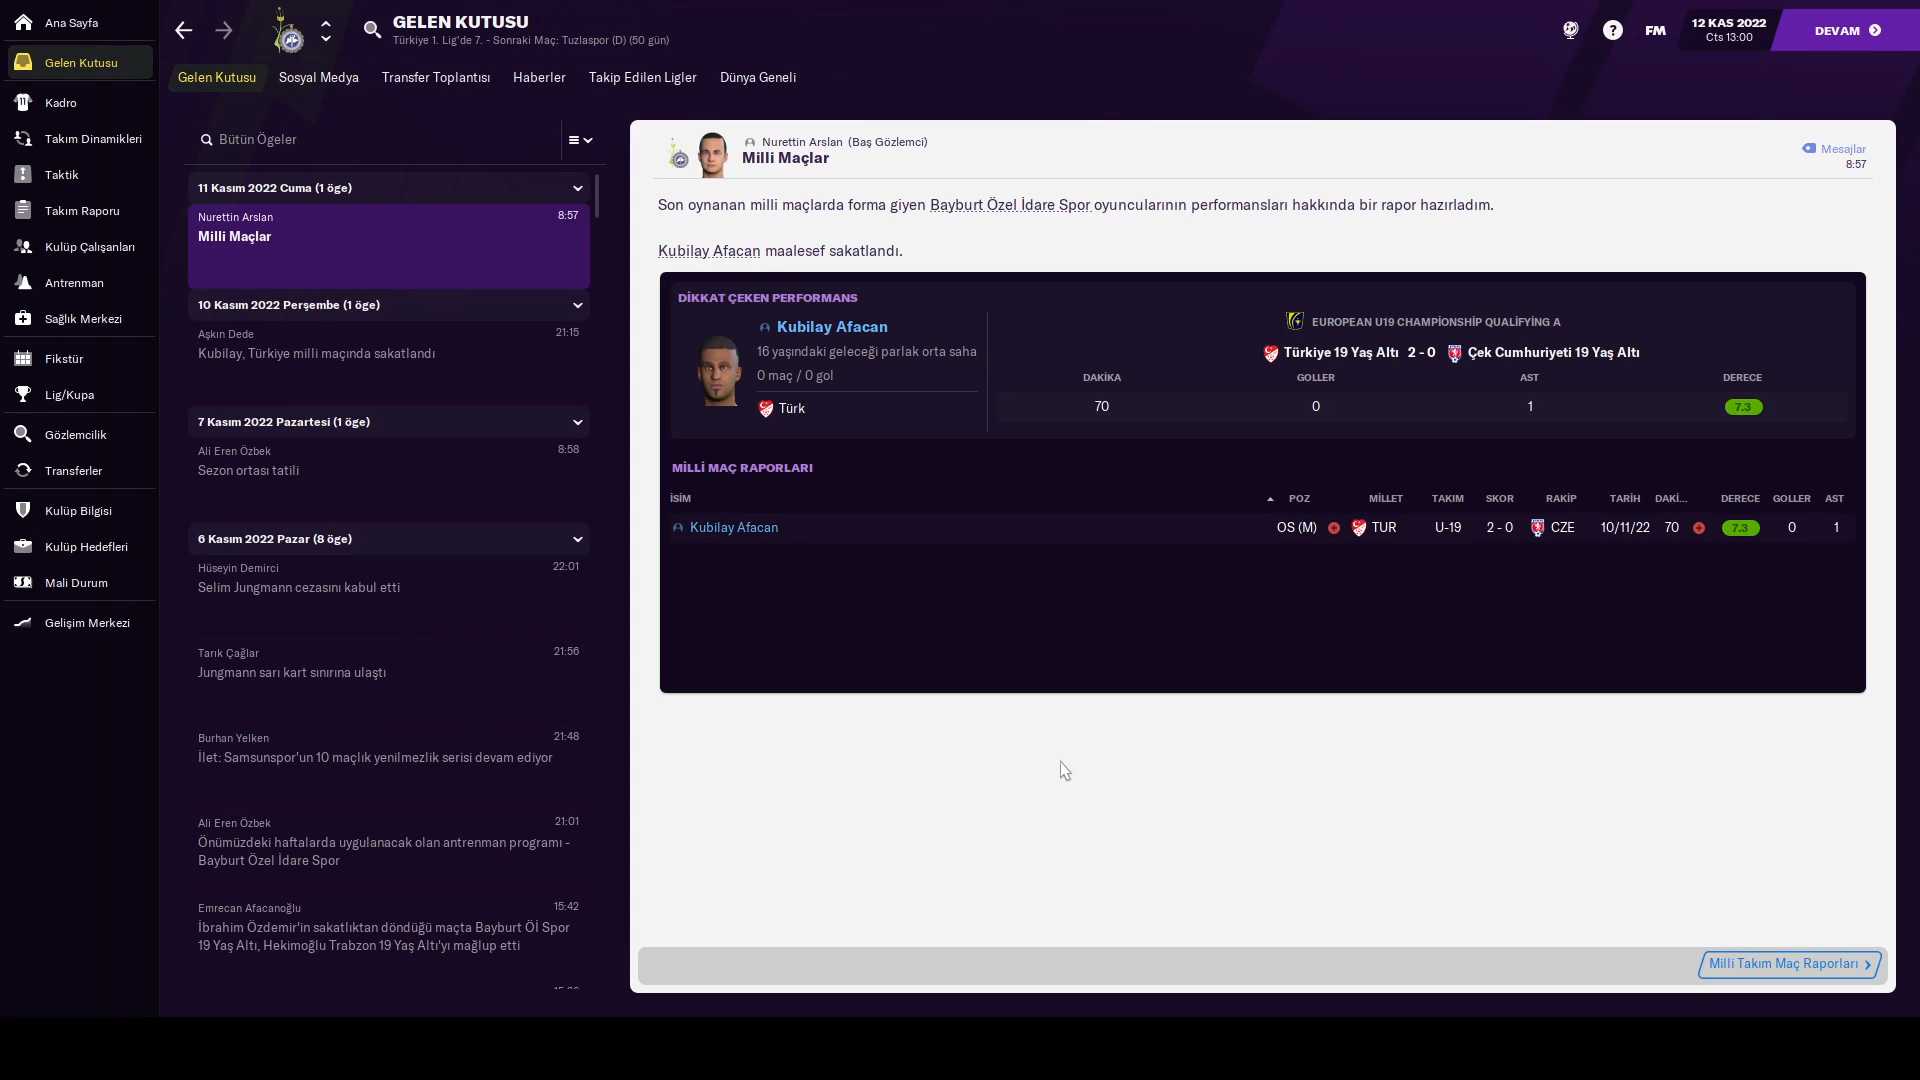 Ana Sayfa
Gelen Kutusu
Kadro
Takım Dinamikleri
Taktik
Takım Raporu
Kulüp Çalışanları
Antrenman
Sağlık Merkezi
Fikstür
Lig/Kupa
Gözlemcilik
Transferler
Kulüp Bilgisi
Kulüp Hedefleri
Mali Durum
Gelişim Merkezi
GELEN KUTUSU
Türkiye 1. Lig'de 7. - Sonraki Maç: Tuzlaspor (D) (50 gün)
FM
12 KAS 2022
Cts 13:00
DEVAM
Gelen Kutusu Sosyal Medya Transfer Toplantısı Haberler Takip Edilen Ligler Dünya Geneli
Bütün Ögeler
11 Kasım 2022 Cuma (1 öge)
Nurettin Arslan 8:57
Milli Maçlar
10 Kasım 2022 Perşembe (1 öge)
Aşkın Dede 21:15
Kubilay, Türkiye milli maçında sakatlandı
7 Kasım 2022 Pazartesi (1 öge)
Ali Eren Özbek 8:58
Sezon ortası tatili
6 Kasım 2022 Pazar (8 öge)
Hüseyin Demirci 22:01
Selim Jungmann cezasını kabul etti
Tarık Çağlar 21:56
Jungmann sarı kart sınırına ulaştı
Burhan Yelken 21:48
İlet: Samsunspor'un 10 maçlık yenilmezlik serisi devam ediyor
Ali Eren Özbek 21:01
Önümüzdeki haftalarda uygulanacak olan antrenman programı -
Bayburt Özel İdare Spor
Emrecan Afacanoğlu 15:42
İbrahim Özdemir'in sakatlıktan döndüğü maçta Bayburt Öİ Spor
19 Yaş Altı, Hekimoğlu Trabzon 19 Yaş Altı'yı mağlup etti
Nurettin Arslan (Baş Gözlemci)
Milli Maçlar
Mesajlar
8:57
Son oynanan milli maçlarda forma giyen Bayburt Özel İdare Spor oyuncularının performansları hakkında bir rapor hazırladım.
Kubilay Afacan maalesef sakatlandı.
DİKKAT ÇEKEN PERFORMANS
Kubilay Afacan
16 yaşındaki geleceği parlak orta saha
0 maç / 0 gol
Türk
EUROPEAN U19 CHAMPİONSHİP QUALİFYİNG A
Türkiye 19 Yaş Altı 2 - 0 Çek Cumhuriyeti 19 Yaş Altı
DAKİKA GOLLER AST DERECE
70 0 1 7.3
MİLLİ MAÇ RAPORLARI
İSİM POZ MİLLET TAKIM SKOR RAKİP TARİH DAKİ... DERECE GOLLER AST
Kubilay Afacan OS (M) TUR U-19 2 - 0 CZE 10/11/22 70 7.3 0 1
Milli Takım Maç Raporları